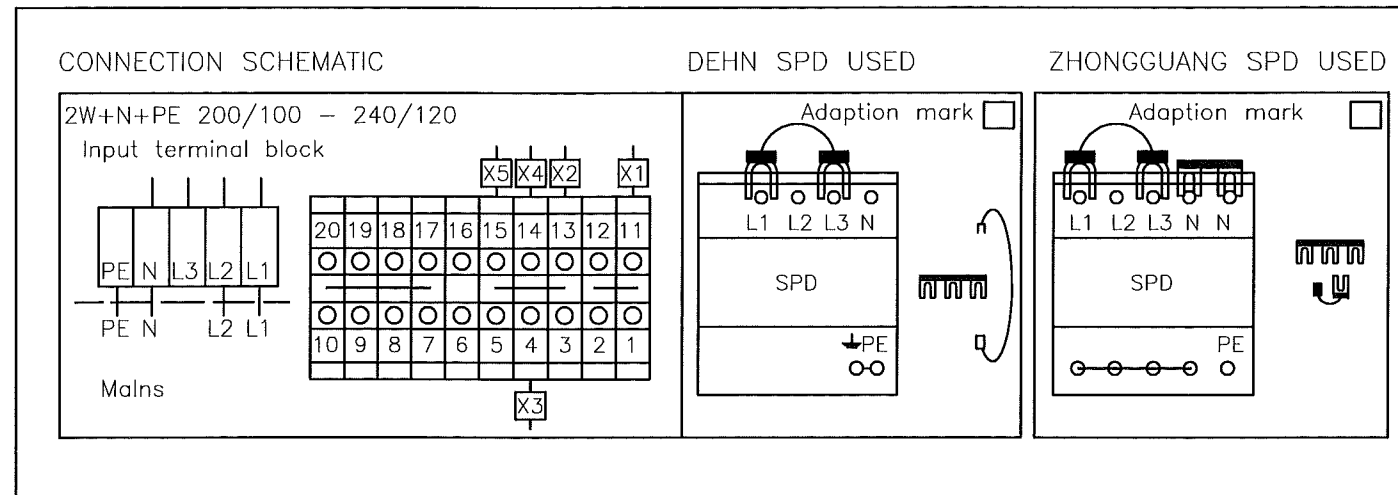 CONNECTION SCHEMATIC
DEHN SPD USED
ZHONGGUANG SPD USED
2W+N+PE 200/100 - 240/120
Input terminal block
Adaption mark
Adaption mark
X5 X4 X2 X1
20 19 18 17 16 15 14 13 12 11
PE N L3 L2 L1
PE N L2 L1
10 9 8 7 6 5 4 3 2 1
X3
Mains
L1 L2 L3 N
SPD
PE
L1 L2 L3 N N
SPD
PE